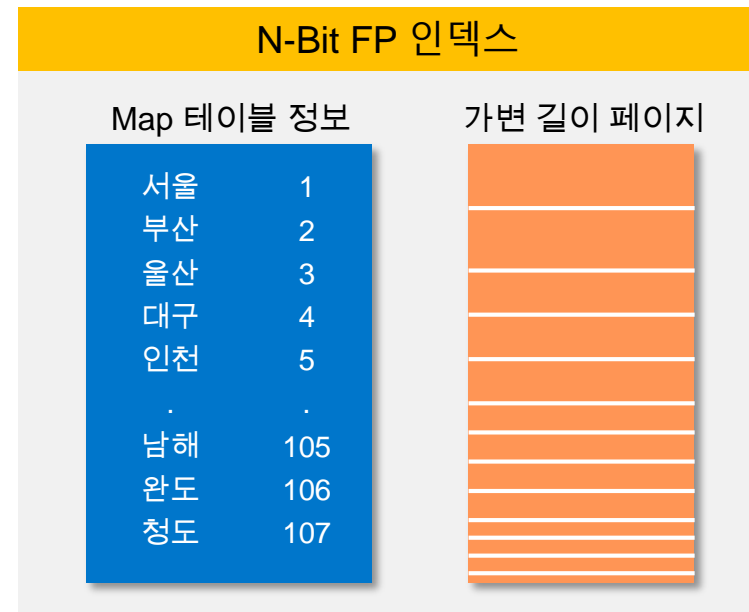 N-Bit FP 인덱스
Map 테이블 정보
가변 길이 페이지
서울 1
부산 2
울산 3
대구 4
인천 5
. .
남해 105
완도 106
청도 107